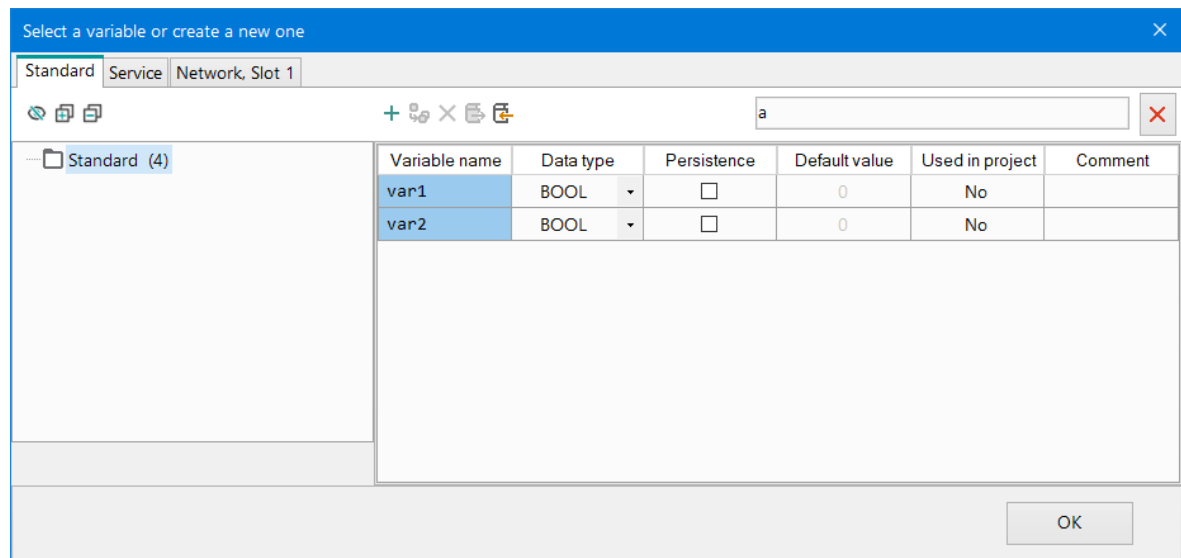 Select a variable or create a new one
Standard Service Network, Slot 1
a
Standard (4)
Variable name Data type Persistence Default value Used in project Comment
var1 BOOL 0 No
var2 BOOL 0 No
OK